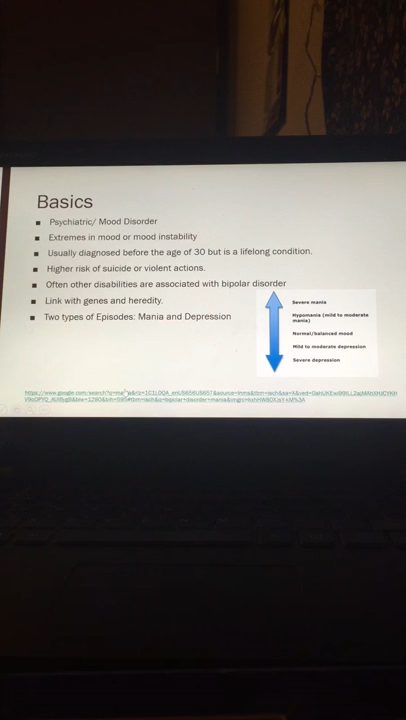 Basics
Psychiatric/ Mood Disorder
Extremes in mood or mood instability
Usually diagnosed before the age of 30 but is a lifelong condition.
Higher risk of suicide or violent actions.
Often other disabilities are associated with bipolar disorder
Link with genes and heredity.
Two types of Episodes: Mania and Depression
Severe mania
Hypomania (mild to moderate
mania)
Normal/balanced mood
Mild to moderate depression
Severe depression